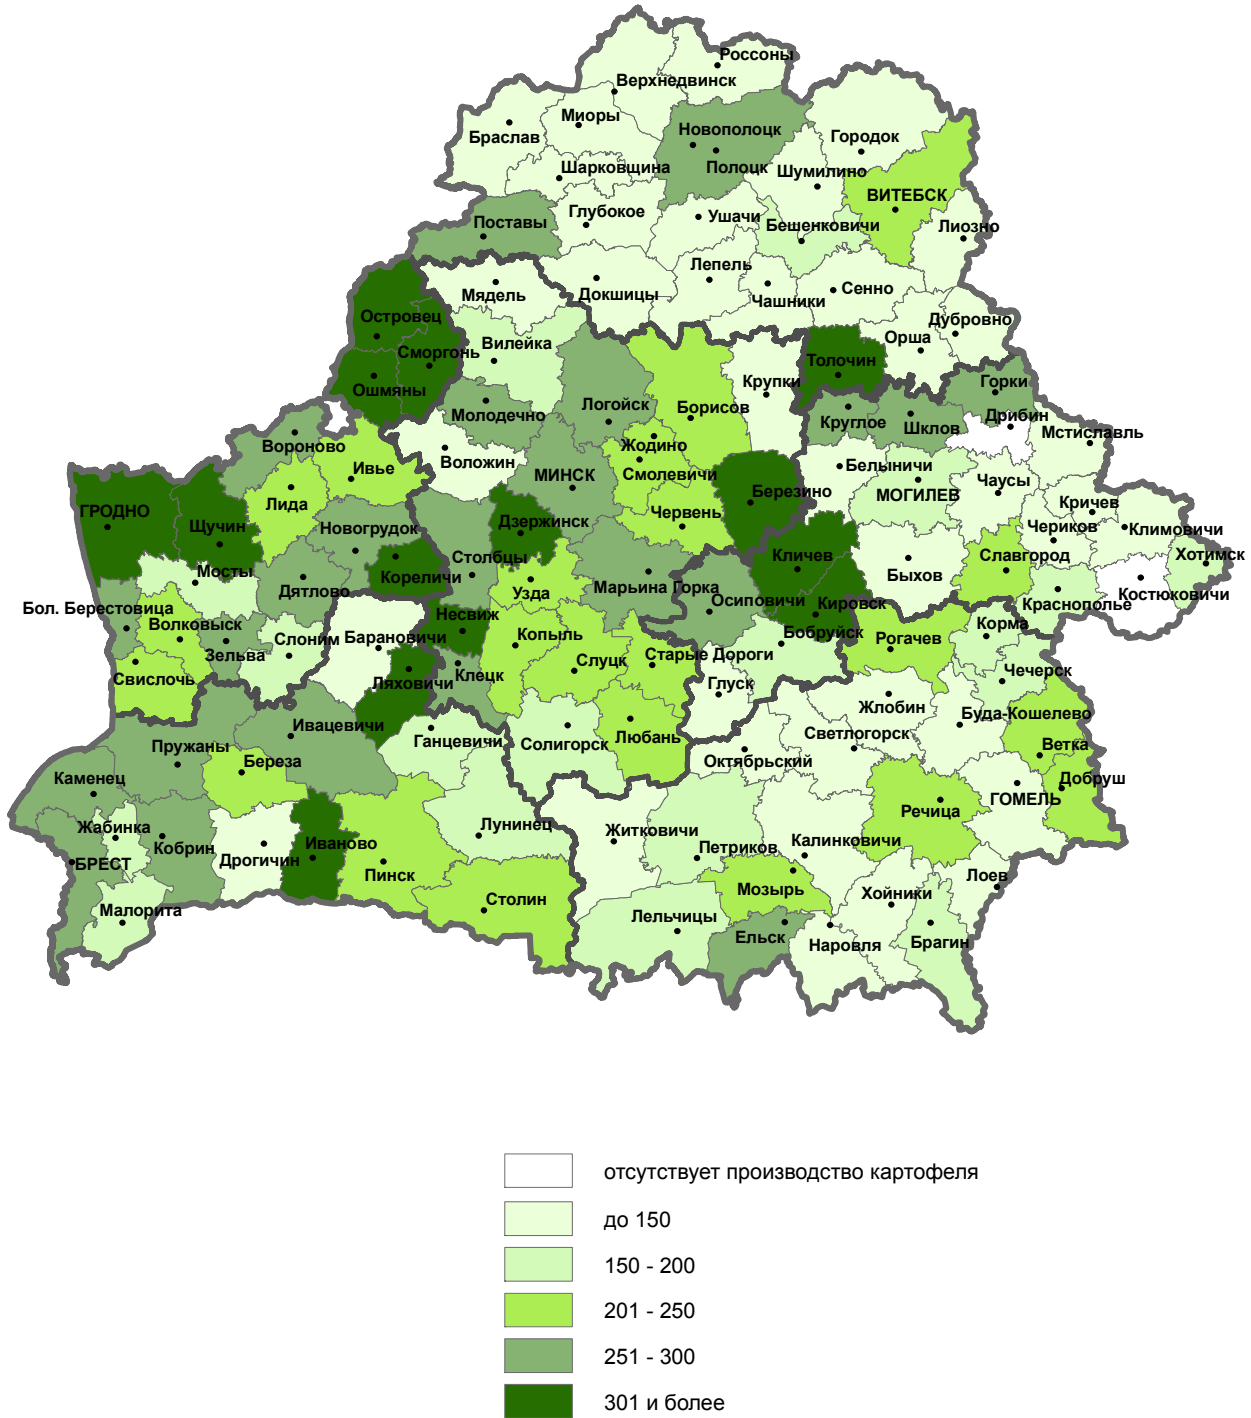 Россоны
Верхнедвинск
Миоры
Браслав
Новополоцк
Городок
Полоцк
Шарковщина
Шумилино
ВИТЕБСК
Глубокое
Ушачи
Поставы
Бешенковичи
Лиозно
Лепель
Мядель
Докшицы
Чашники
Сенно
Островец
Дубровно
Вилейка
Орша
Сморгонь
Толочин
Крупки
Горки
Ошмяны
Логойск
Борисов
Молодечно
Дрибин
Круглое
Шклов
Мстиславль
Вороново
Жодино
Воложин
Ивье
Белыничи
МИНСК
Смолевичи
Чаусы
Лида
Березино
МОГИЛЕВ
Кричев
ГРОДНО
Щучин
Дзержинск
Червень
Чериков
Климовичи
Новогрудок
Столбцы
Кличев
Славгород
Хотимск
Мосты
Кореличи
Быхов
Дятлово
Узда
Марьина Горка
Костюковичи
Осиповичи
Краснополье
Бол. Берестовица
Кировск
Несвиж
Волковыск
Корма
Слоним
Барановичи
Копыль
Бобруйск
Рогачев
Зельва
Старые Дороги
Слуцк
Чечерск
Свислочь
Ляховичи
Клецк
Глуск
Жлобин
Буда-Кошелево
Ивацевичи
Светлогорск
Любань
Пружаны
Ганцевичи
Солигорск
Ветка
Береза
Октябрьский
Каменец
Добруш
ГОМЕЛЬ
Речица
Жабинка
Лунинец
Житковичи
Кобрин
Иваново
Калинковичи
БРЕСТ
Дрогичин
Петриков
Пинск
Лоев
Мозырь
Хойники
Столин
Малорита
Лельчицы
Ельск
Наровля
Брагин
отсутствует производство картофеля
до 150
150 - 200
201 - 250
251 - 300
301 и более